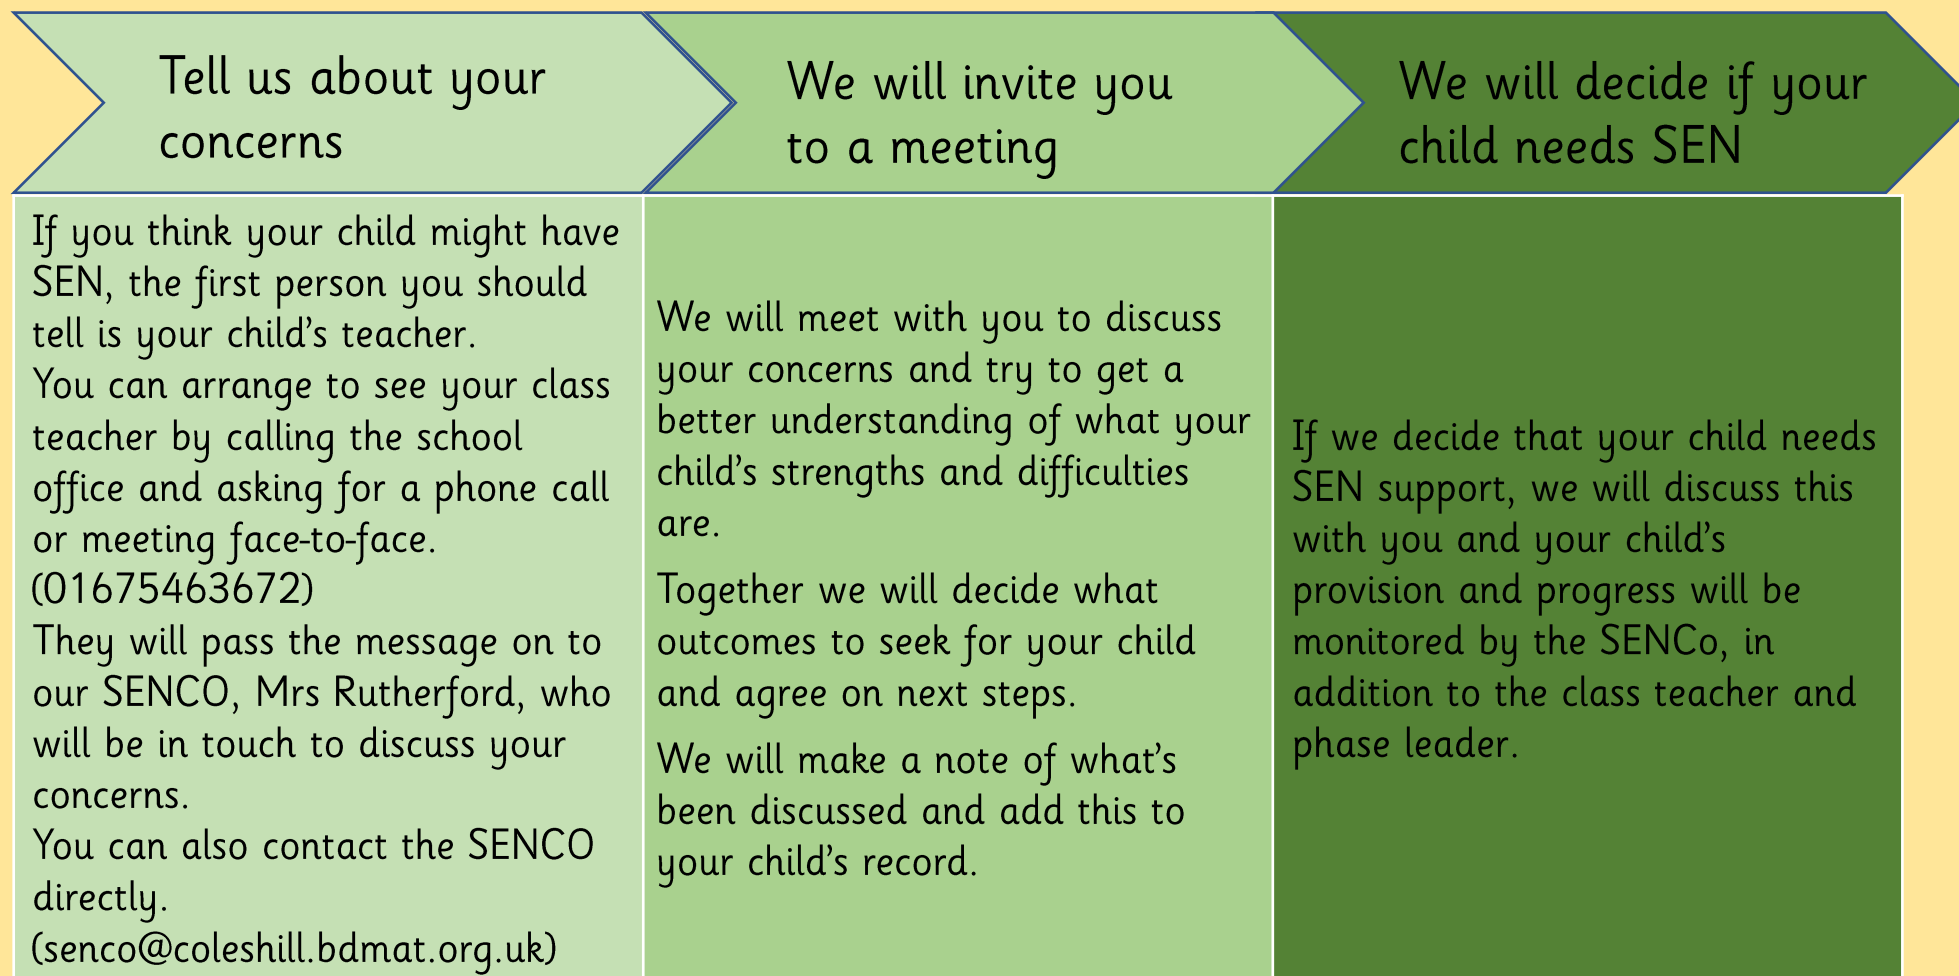 Tell us about your
concerns
We will invite you
to a meeting
We will decide if your
child needs SEN
If you think your child might have
SEN, the first person you should
tell is your child's teacher.
You can arrange to see your class
teacher by calling the school
office and asking for a phone call
or meeting face-to-face.
(01675463672)
They will pass the message on to
our SENCO, Mrs Rutherford, who
will be in touch to discuss your
concerns.
You can also contact the SENCO
directly.
(senco@coleshill.bdmat.org.uk)
We will meet with you to discuss
your concerns and try to get a
better understanding of what your
child's strengths and difficulties
are.
Together we will decide what
outcomes to seek for your child
and agree on next steps.
We will make a note of what's
been discussed and add this to
your child's record.
If we decide that your child needs
SEN support, we will discuss this
with you and your child's
provision and progress will be
monitored by the SENCo, in
addition to the class teacher and
phase leader.